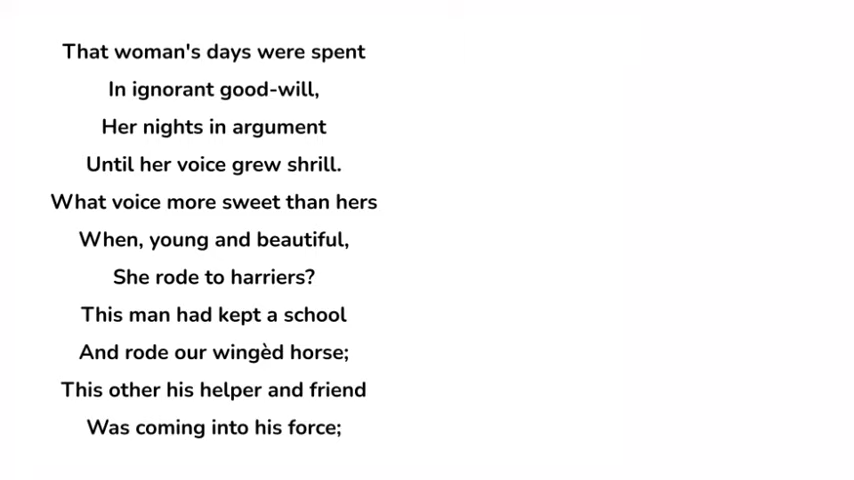 That woman's days were spent
In ignorant good-will,
Her nights in argument
Until her voice grew shrill.
What voice more sweet than hers
When, young and beautiful,
She rode to harriers?
This man had kept a school
And rode our wingèd horse;
This other his helper and friend
Was coming into his force;